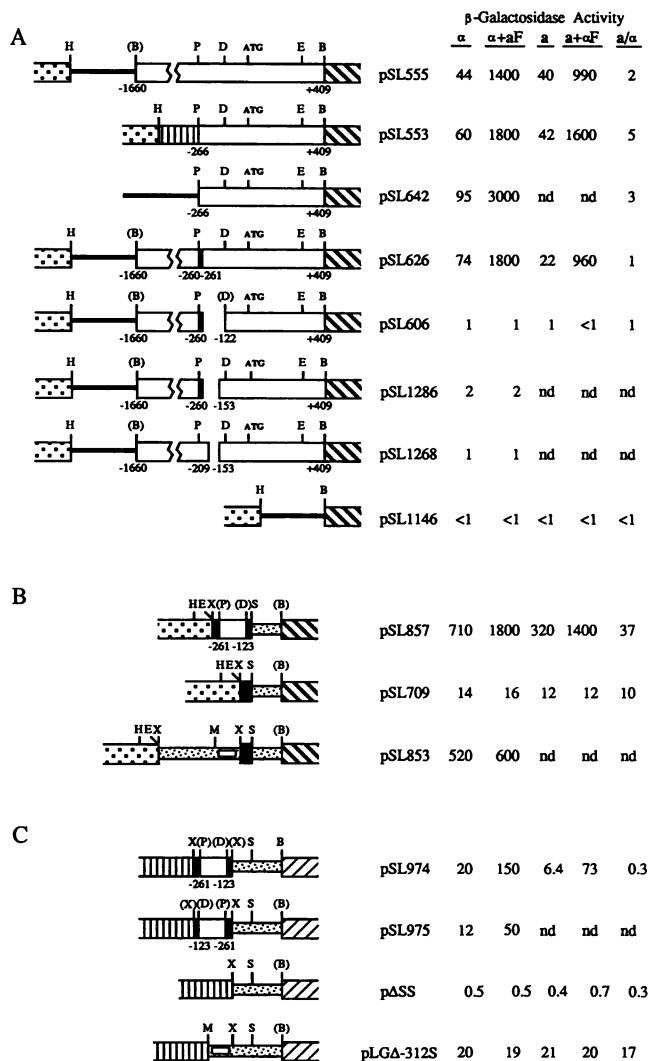 β-Galactosidase Activity
A
α α+aF a a+αF a/α
H (B) P D ATG E B
pSL555 44 1400 40 990 2
-1660 +409
H P D ATG E B
pSL553 60 1800 42 1600 5
-266 +409
P D ATG E B
pSL642 95 3000 nd nd 3
-266 +409
H (B) P D ATG E B
pSL626 74 1800 22 960 1
-1660 -260-261 +409
H (B) P (D) ATG E B
pSL606 1 1 1 <1 1
-1660 -260 -122 +409
H (B) P D ATG E B
pSL1286 2 2 nd nd nd
-1660 -260 -153 +409
H (B) P D ATG E B
pSL1268 1 1 nd nd nd
-1660 -209 -153 +409
H B
pSL1146 <1 <1 <1 <1 <1
B
HEX(P) (D)S (B)
pSL857 710 1800 320 1400 37
-261 -123
HEX S (B)
pSL709 14 16 12 12 10
HEX M X S (B)
pSL853 520 600 nd nd nd
C
X(P) (D)(X) S B
pSL974 20 150 6.4 73 0.3
-261 -123
(X)(D) (P) X S (B)
pSL975 12 50 nd nd nd
-123 -261
X S (B)
pΔSS 0.5 0.5 0.4 0.7 0.3
M X S (B)
pLGΔ-312S 20 19 21 20 17